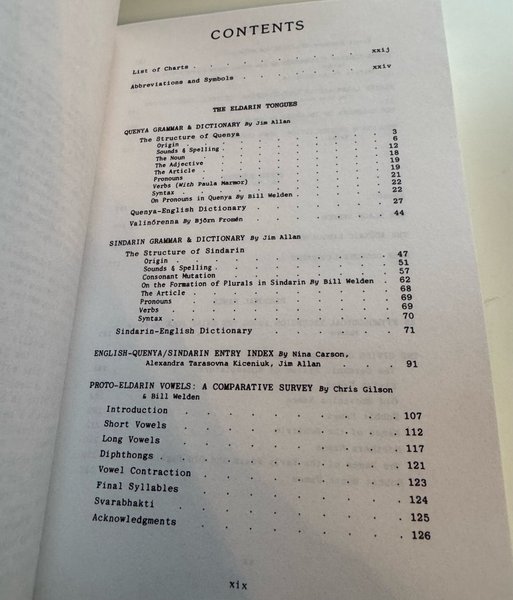 CONTENTS
List of Charts . . . . . . . . . . xxij
Abbreviations and Symbols . . . . . . . . xxiv
THE ELDARIN TONGUES
QUENYA GRAMMAR & DICTIONARY By Jim Allan
The Structure of Quenya
Origin . . . . . . . . . . 3
Sounds & Spelling . . . . . . . . 6
The Noun . . . . . . . . . . 12
The Adjective . . . . . . . . . 18
The Article . . . . . . . . . 19
Pronouns . . . . . . . . . . 19
Verbs (With Paula Marmor) . . . . . . . 21
Syntax . . . . . . . . . . 22
On Pronouns in Quenya By Bill Welden . . . . . 22
Quenya-English Dictionary . . . . . . . 27
Valinórenna By Björn Fromén . . . . . . . 44
SINDARIN GRAMMAR & DICTIONARY By Jim Allan
The Structure of Sindarin
Origin . . . . . . . . . . 47
Sounds & Spelling . . . . . . . . 51
Consonant Mutation . . . . . . . . 57
On the Formation of Plurals in Sindarin By Bill Welden . 62
The Article . . . . . . . . . 68
Pronouns . . . . . . . . . . 69
Verbs . . . . . . . . . . 69
Syntax . . . . . . . . . . 70
Sindarin-English Dictionary . . . . . . . 71
ENGLISH-QUENYA/SINDARIN ENTRY INDEX By Nina Carson,
Alexandra Tarasovna Kiceniuk, Jim Allan . . . . 91
PROTO-ELDARIN VOWELS: A COMPARATIVE SURVEY By Chris Gilson
& Bill Welden
Introduction . . . . . . . . . 107
Short Vowels . . . . . . . . . 112
Long Vowels . . . . . . . . . 117
Diphthongs . . . . . . . . . 121
Vowel Contraction . . . . . . . . 123
Final Syllables . . . . . . . . 124
Svarabhakti . . . . . . . . . 125
Acknowledgments . . . . . . . . 126
xix